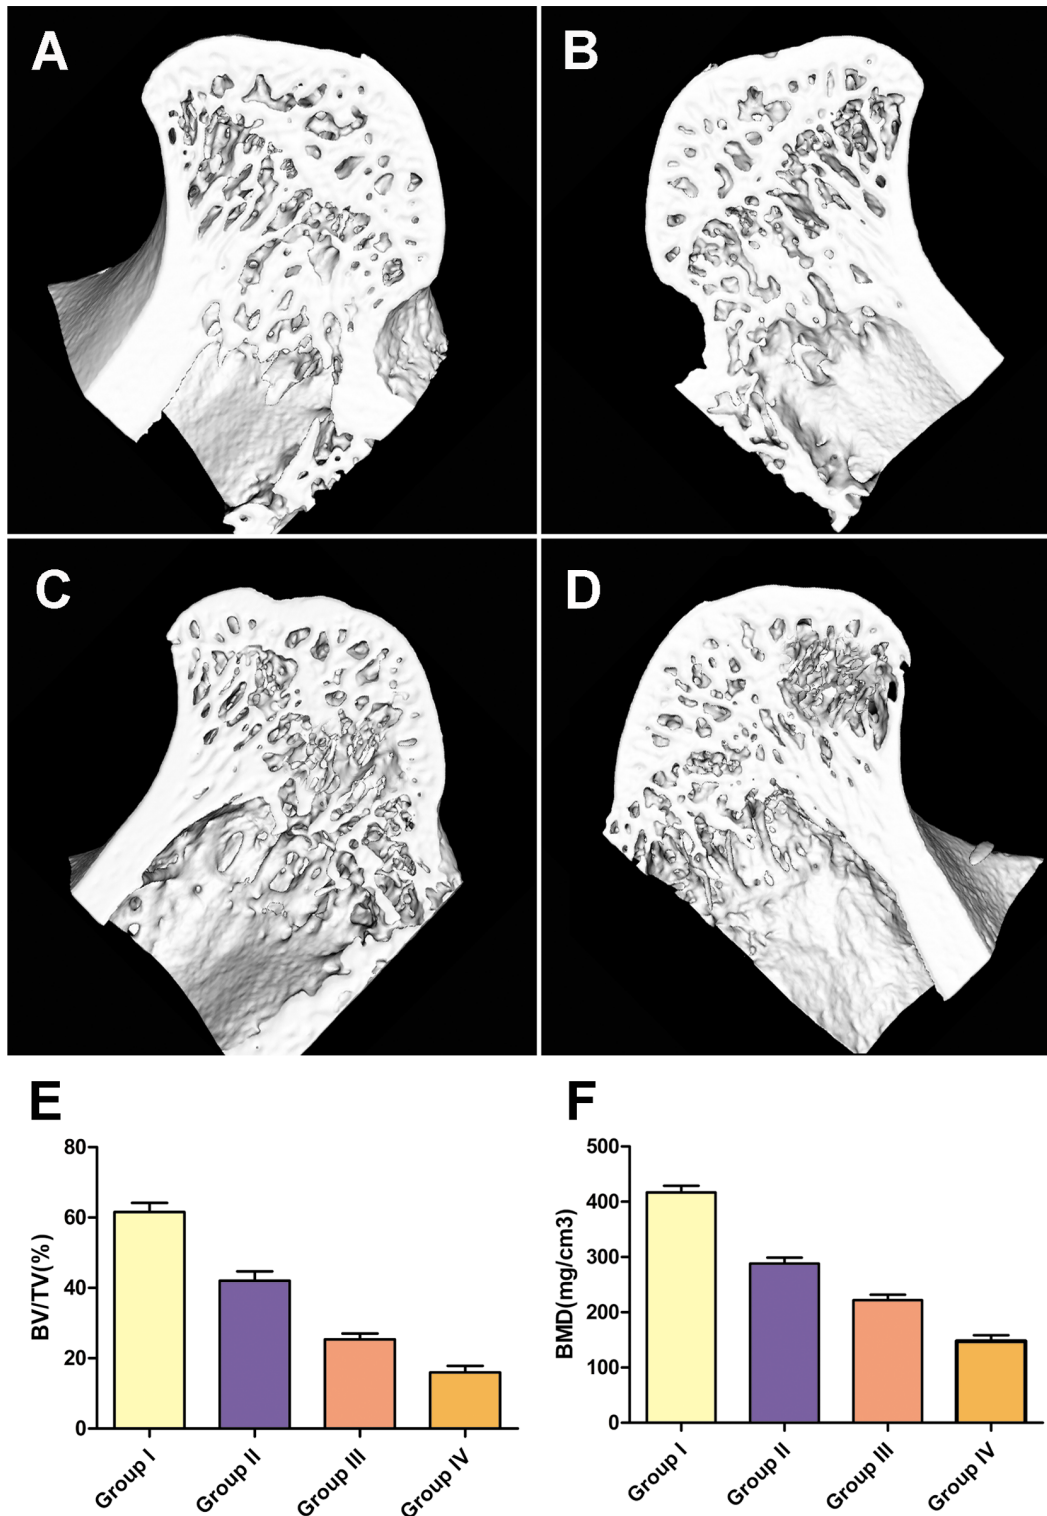 A
B
C
D
E
F
80
60
40
20
0
BV/TV(%)
Group I
Group II
Group III
Group IV
500
400
300
200
100
0
BMD(mg/cm3)
Group I
Group II
Group III
Group IV